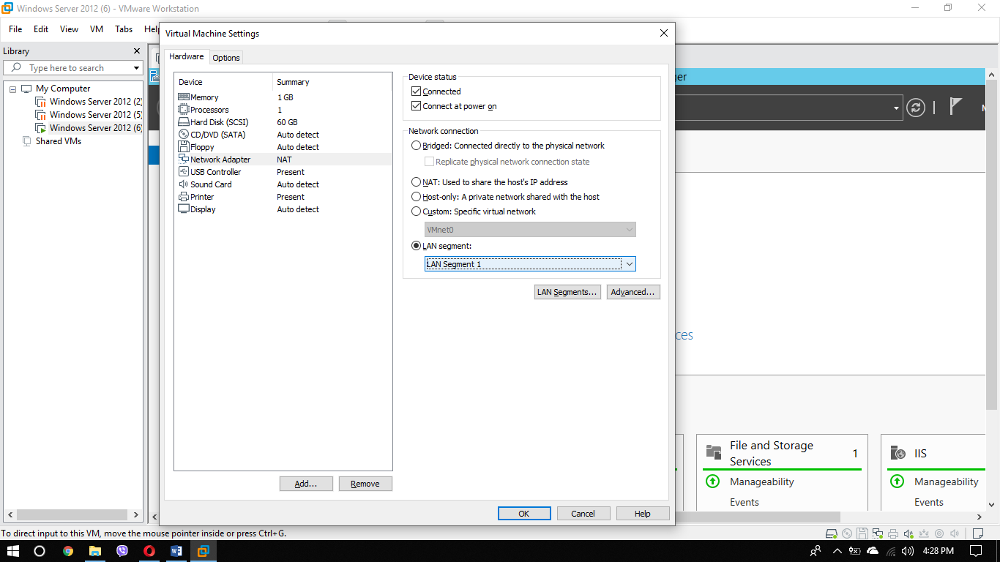 Windows Server 2012 (6) - VMware Workstation
File Edit View VM Tabs Help
Library
Type here to search
My Computer
Windows Server 2012 (2)
Windows Server 2012 (5)
Windows Server 2012 (6)
Shared VMs
Virtual Machine Settings
Hardware Options
Device Summary
Memory 1 GB
Processors 1
Hard Disk (SCSI) 60 GB
CD/DVD (SATA) Auto detect
Floppy Auto detect
Network Adapter NAT
USB Controller Present
Sound Card Auto detect
Printer Present
Display Auto detect
Add... Remove
Device status
Connected
Connect at power on
Network connection
Bridged: Connected directly to the physical network
Replicate physical network connection state
NAT: Used to share the host's IP address
Host-only: A private network shared with the host
Custom: Specific virtual network
VMnet0
LAN segment:
LAN Segment 1
LAN Segments... Advanced...
OK Cancel Help
ger
M
ces
File and Storage
Services 1
Manageability
Events
IIS
Manageability
Events
To direct input to this VM, move the mouse pointer inside or press Ctrl+G.
4:28 PM